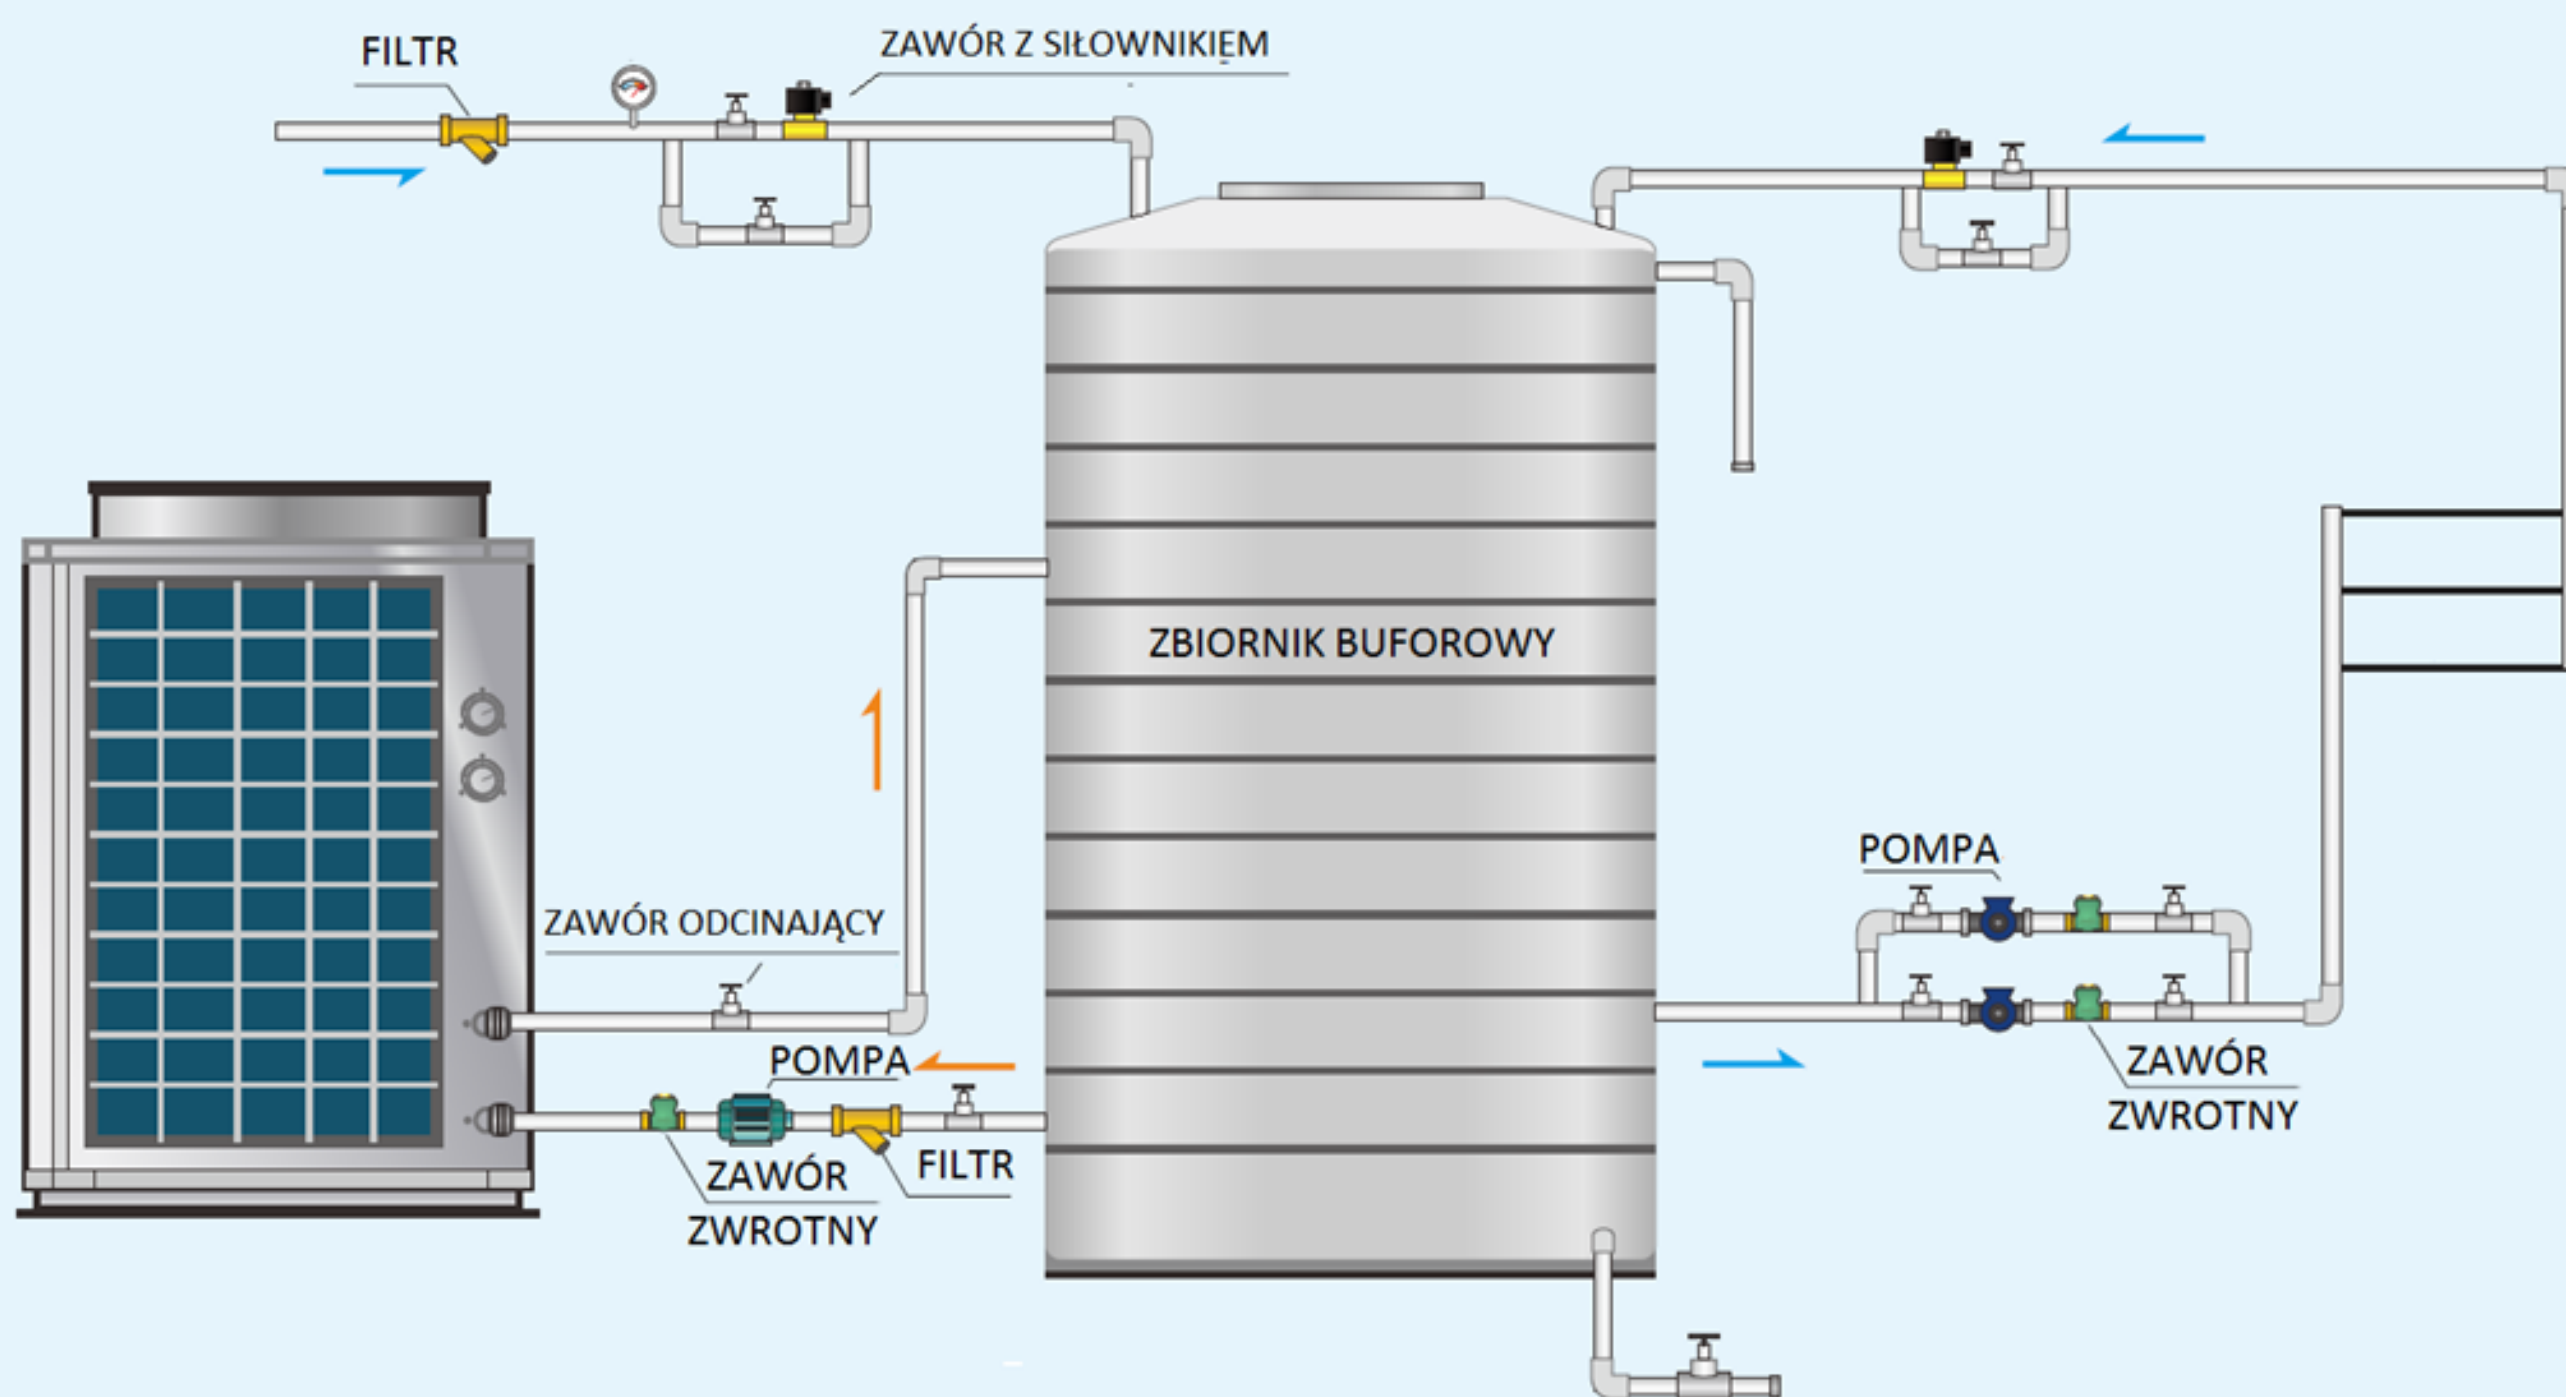 FILTR
ZAWÓR Z SIŁOWNIKIEM
ZBIORNIK BUFOROWY
POMPA
ZAWÓR ODCINAJĄCY
POMPA
ZAWÓR
ZWROTNY
FILTR
ZAWÓR
ZWROTNY